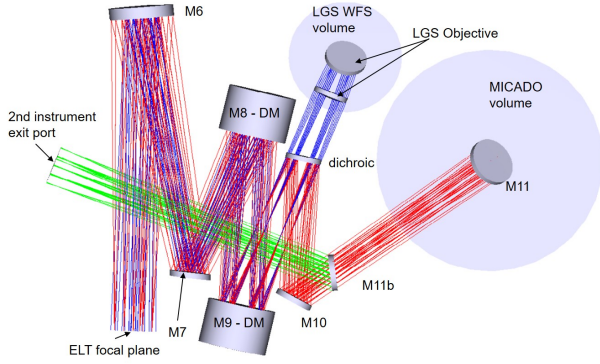 M6
LGS WFS
volume
LGS Objective
MICADO
volume
2nd instrument
exit port
M8 - DM
dichroic
M11
M11b
M7
M9 - DM
M10
ELT focal plane